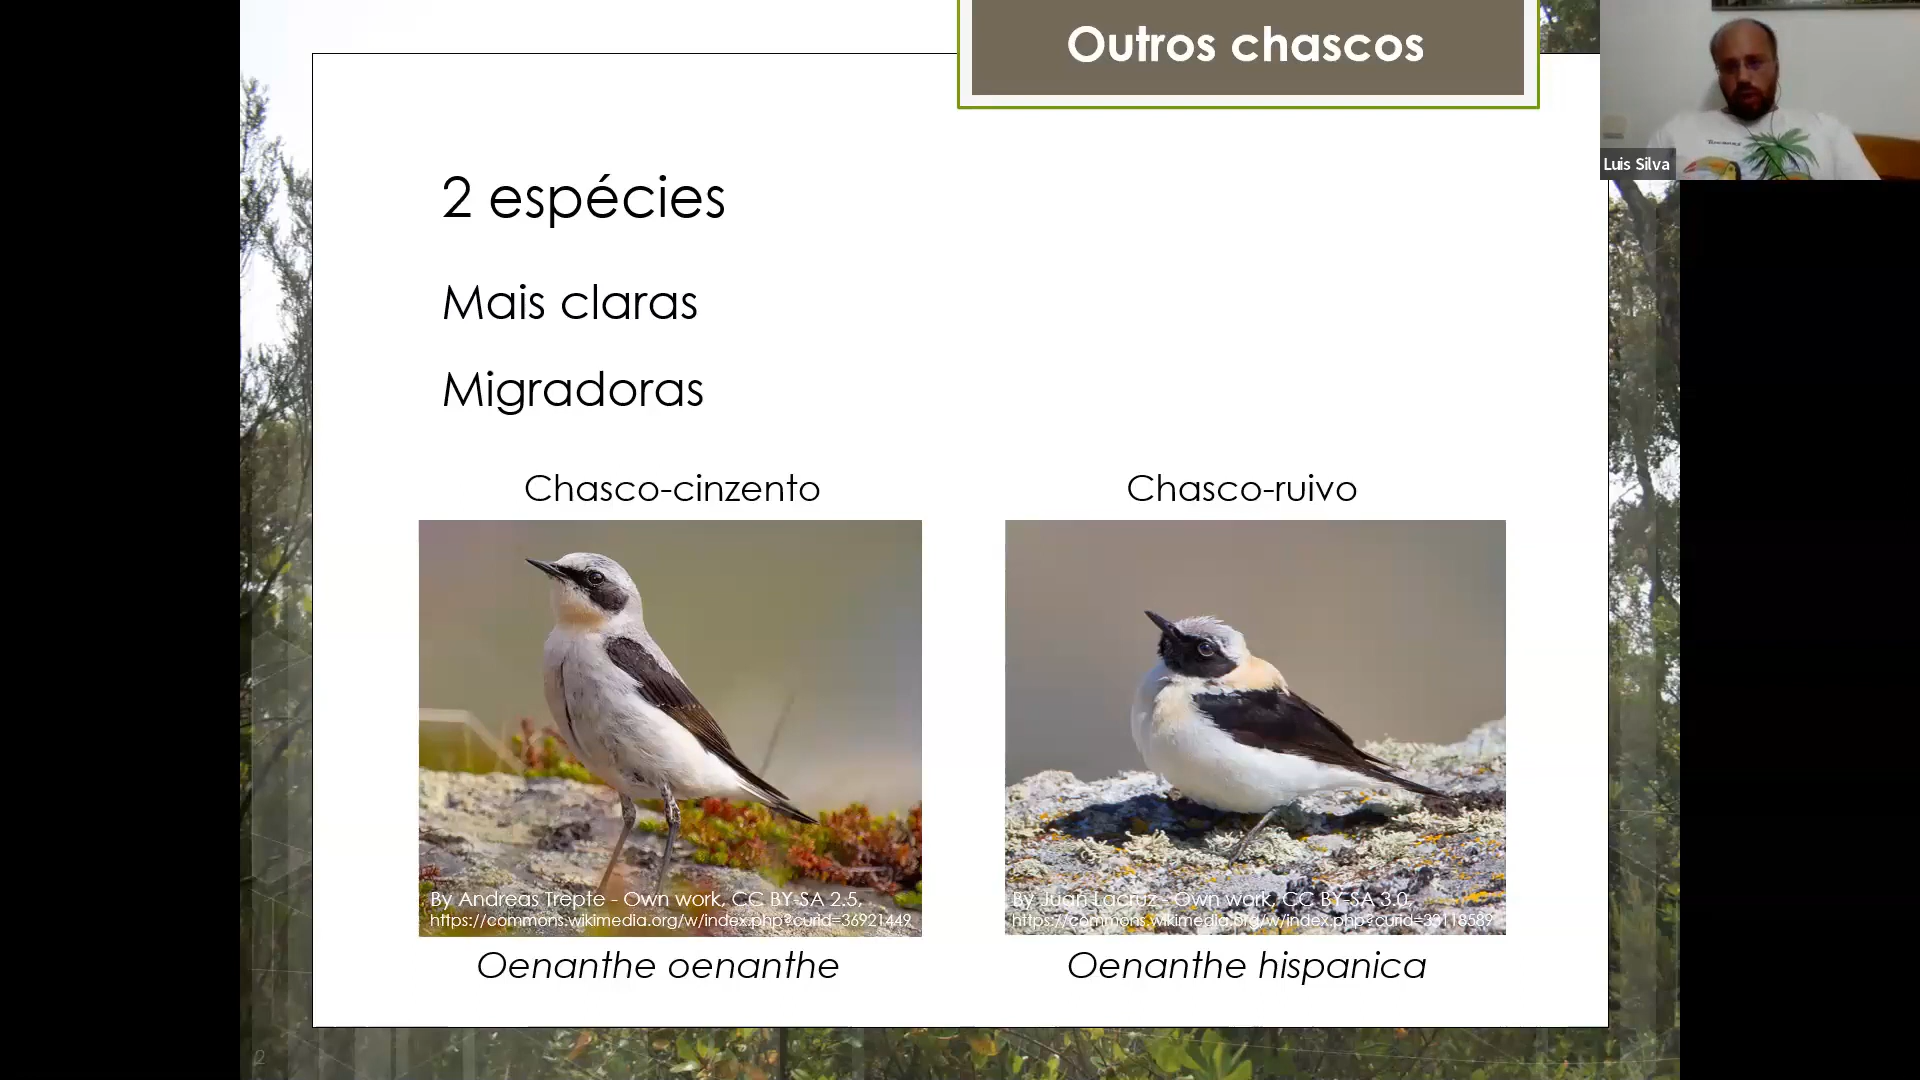 Outros chascos
Luis Silva
2 espécies
Mais claras
Migradoras
Chasco-cinzento
Chasco-ruivo
By Andreas Trepte - Own work, CC BY-SA 2.5,
https://commons.wikimedia.org/w/index.php?curid=36921449
By Juan Lacruz - Own work, CC BY-SA 3.0,
https://commons.wikimedia.org/w/index.php?curid=33118589
Oenanthe oenanthe
Oenanthe hispanica
2